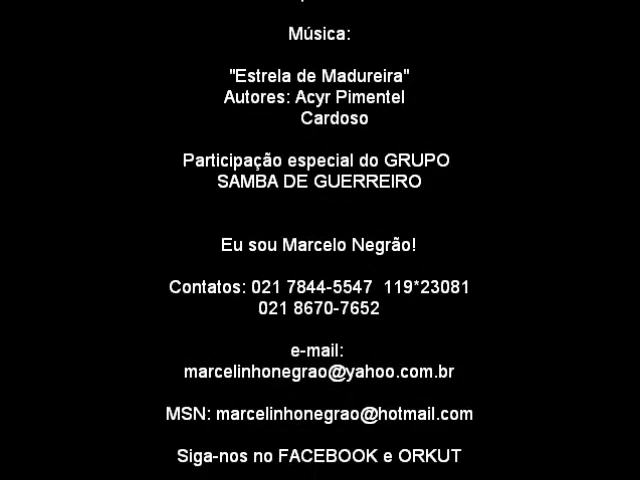 Música:
"Estrela de Madureira"
Autores: Acyr Pimentel
Cardoso
Participação especial do GRUPO
SAMBA DE GUERREIRO
Eu sou Marcelo Negrão!
Contatos: 021 7844-5547  119*23081
021 8670-7652
e-mail:
marcelinhonegrao@yahoo.com.br
MSN: marcelinhonegrao@hotmail.com
Siga-nos no FACEBOOK e ORKUT